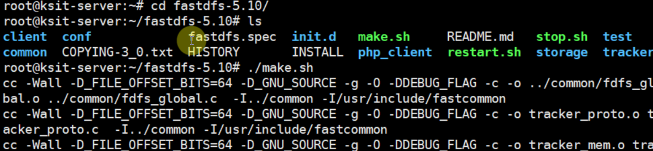 root@ksit-server:~# cd fastdfs-5.10/
root@ksit-server:~/fastdfs-5.10# ls
client conf fastdfs.spec init.d make.sh README.md stop.sh test
common COPYING-3_0.txt HISTORY INSTALL php_client restart.sh storage tracker
root@ksit-server:~/fastdfs-5.10# ./make.sh
cc -Wall -D_FILE_OFFSET_BITS=64 -D_GNU_SOURCE -g -O -DDEBUG_FLAG -c -o ../common/fdfs_glo
bal.o ../common/fdfs_global.c -I../common -I/usr/include/fastcommon
cc -Wall -D_FILE_OFFSET_BITS=64 -D_GNU_SOURCE -g -O -DDEBUG_FLAG -c -o tracker_proto.o tr
acker_proto.c -I../common -I/usr/include/fastcommon
cc -Wall -D_FILE_OFFSET_BITS=64 -D_GNU_SOURCE -g -O -DDEBUG_FLAG -c -o tracker_mem.o tra